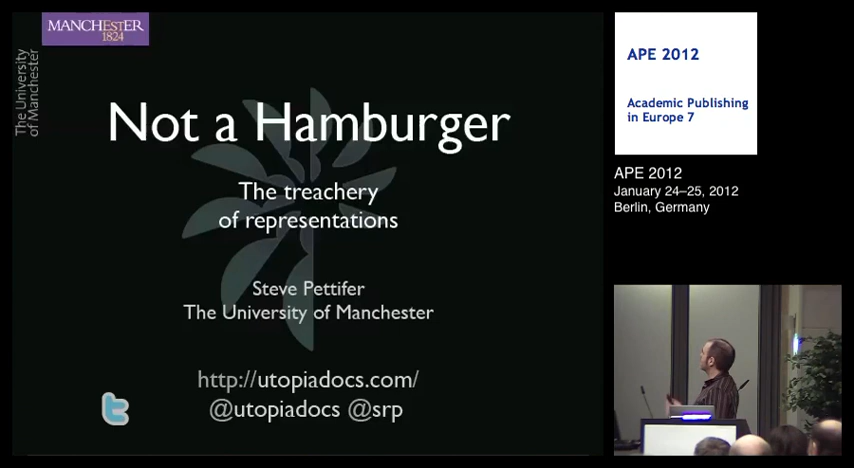 MANCHESTER
1824
The University
of Manchester
Not a Hamburger
The treachery
of representations
Steve Pettifer
The University of Manchester
http://utopiadocs.com/
@utopiadocs @srp
APE 2012
Academic Publishing
in Europe 7
APE 2012
January 24–25, 2012
Berlin, Germany